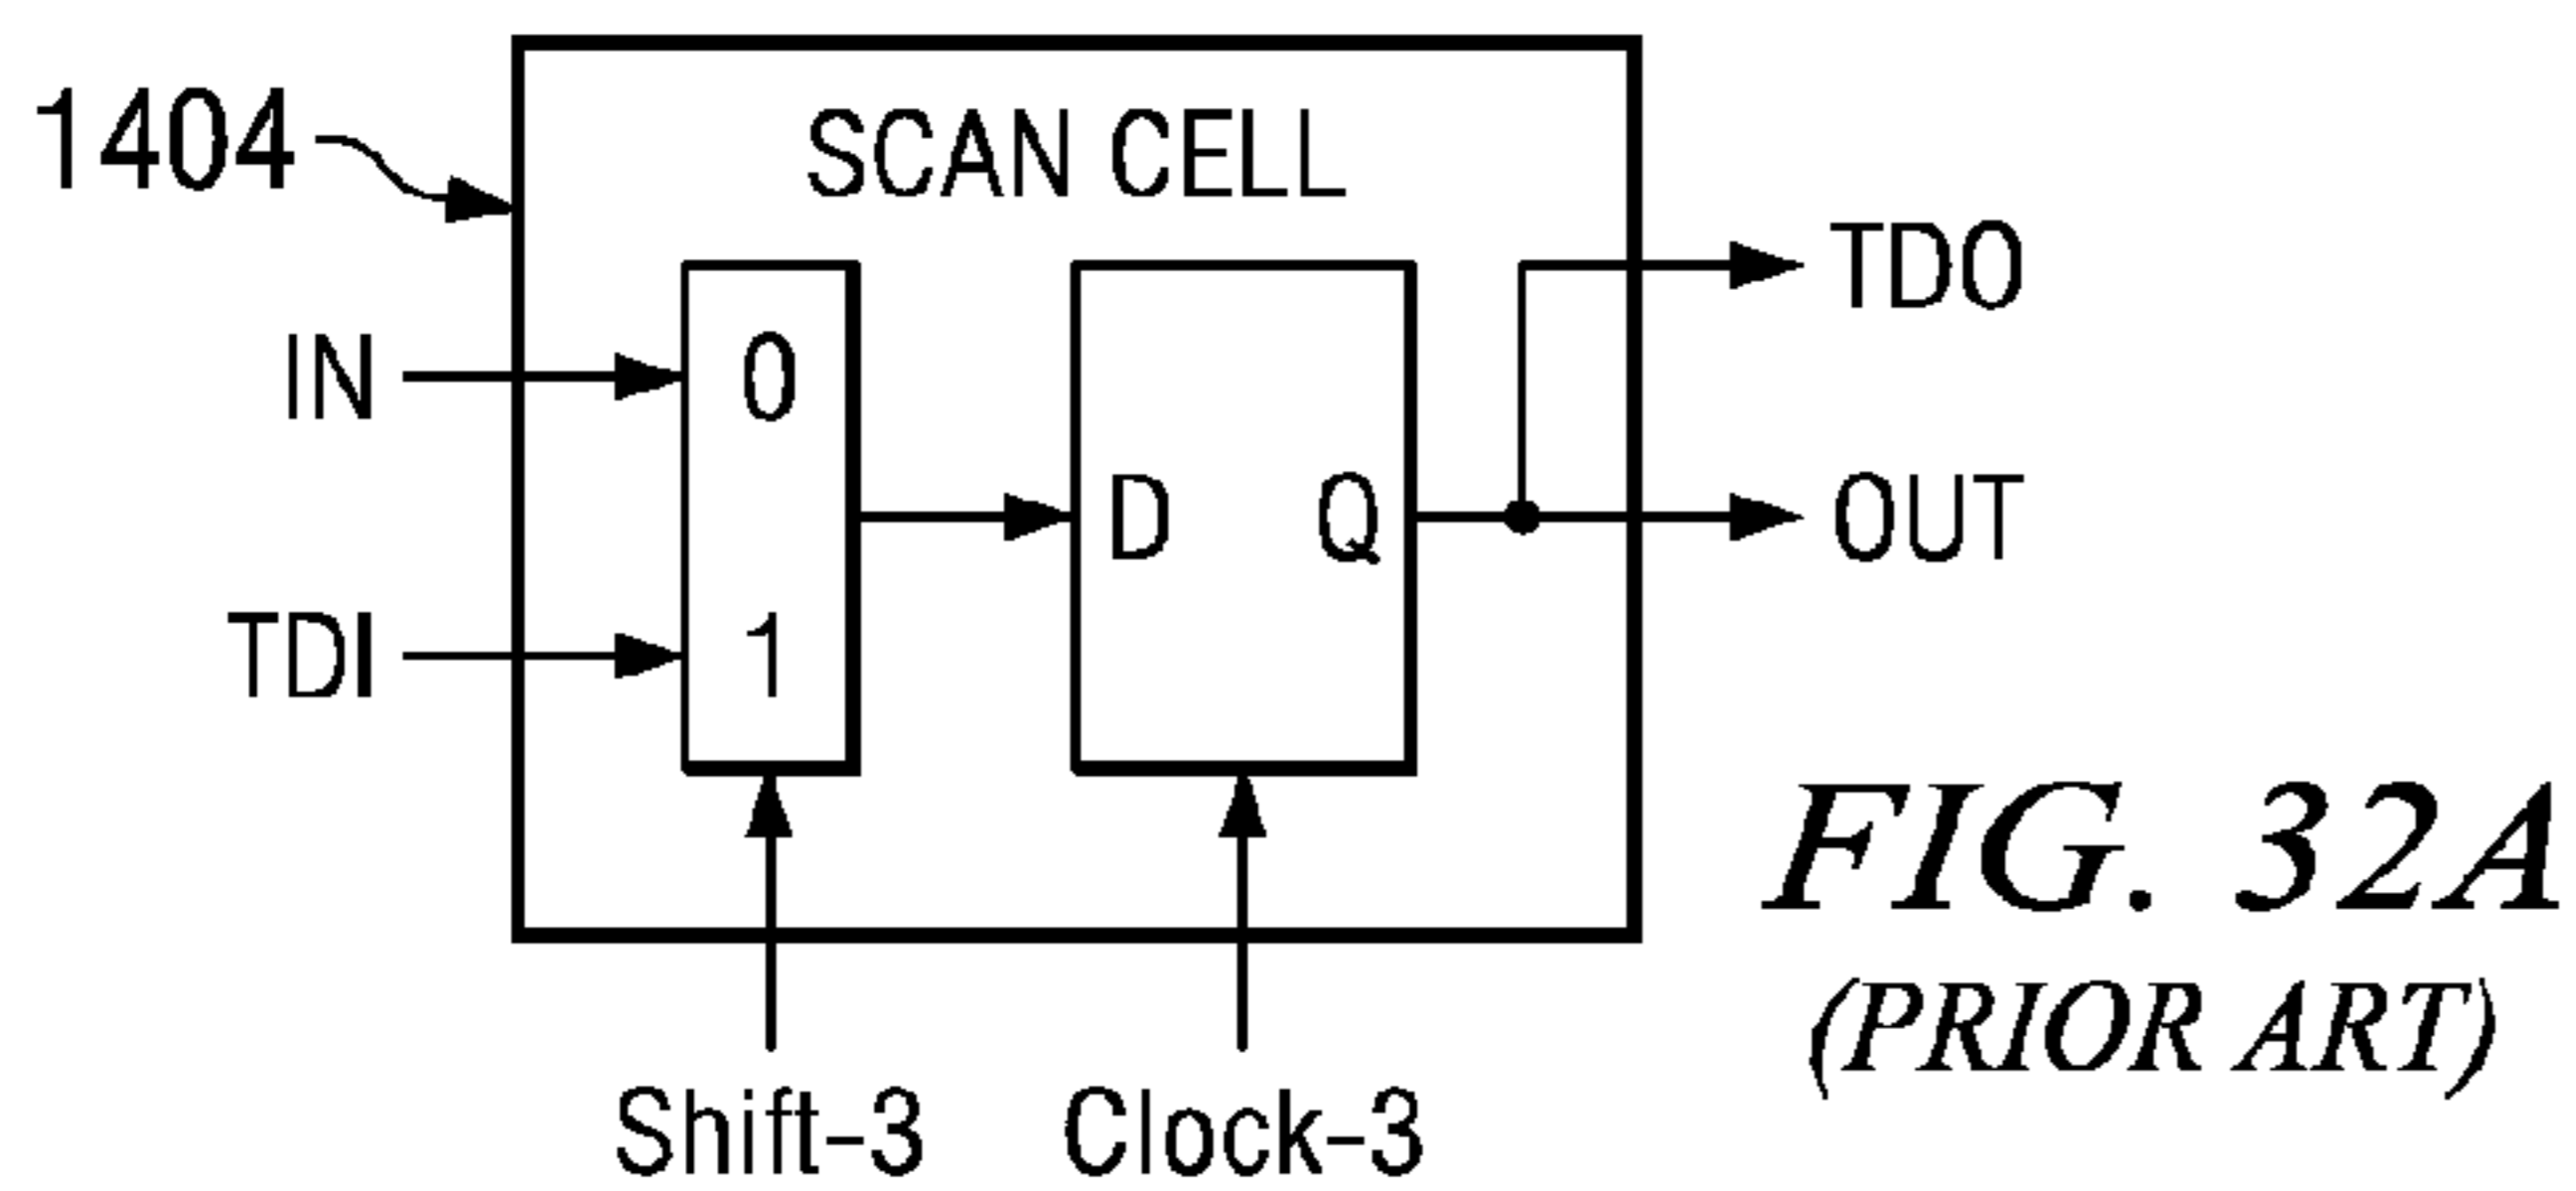 1404
SCAN CELL
TDO
IN
0
D
Q
OUT
TDI
1
FIG. 32A
(PRIOR ART)
Shift-3
Clock-3